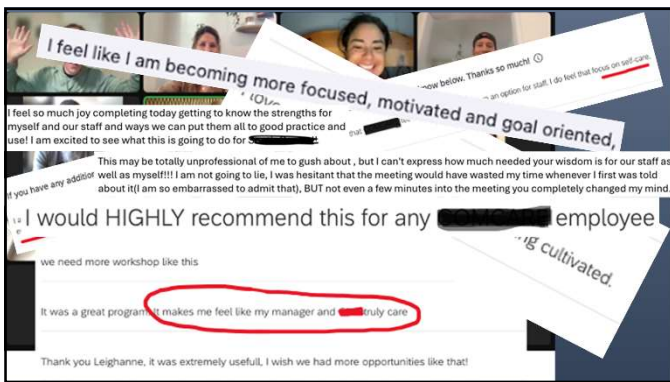 I feel like I am becoming more focused, motivated and goal oriented,
now below. Thanks so much!
an option for staff. I do feel that focus on self-care.
that
I feel so much joy completing today getting to know the strengths for
myself and our staff and ways we can put them all to good practice and
use! I am excited to see what this is going to do for
This may be totally unprofessional of me to gush about , but I can't express how much needed your wisdom is for our staff as
well as myself!!! I am not going to lie, I was hesitant that the meeting would have wasted my time whenever I first was told
about it(I am so embarrassed to admit that), BUT not even a few minutes into the meeting you completely changed my mind.
if you have any addition
I would HIGHLY recommend this for any employee
ng cultivated.
we need more workshop like this
It was a great program. It makes me feel like my manager and truly care
Thank you Leighanne, it was extremely usefull, I wish we had more opportunities like that!